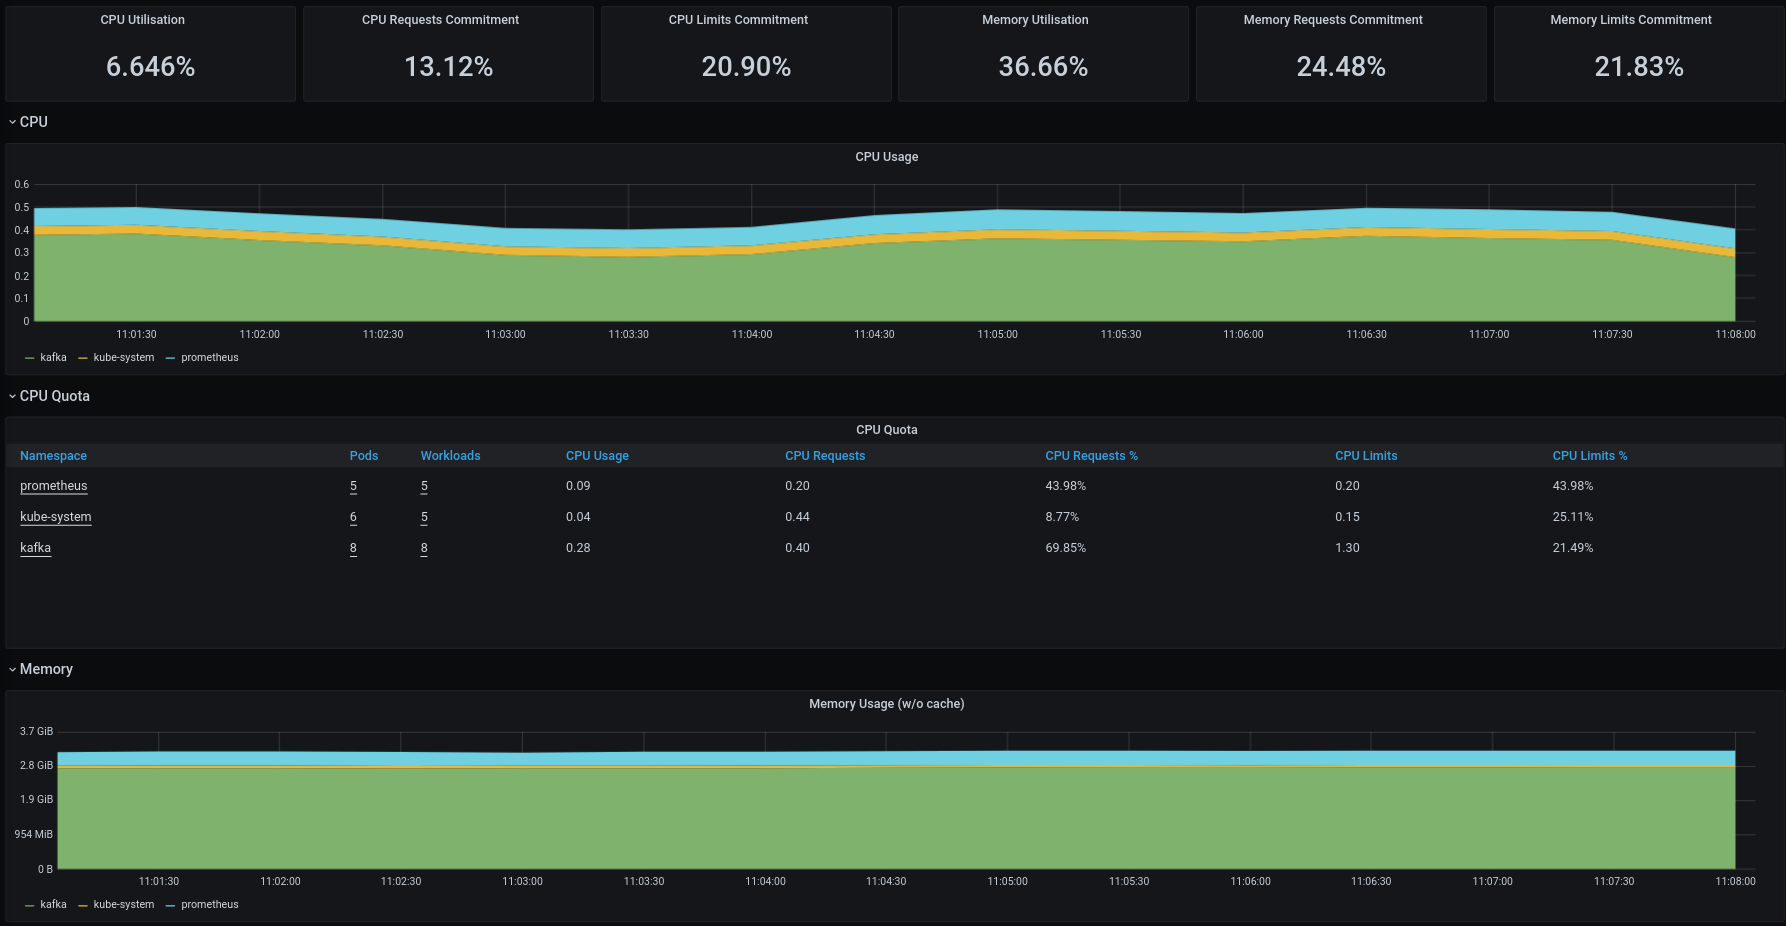 CPU Utilisation CPU Requests Commitment CPU Limits Commitment Memory Utilisation Memory Requests Commitment Memory Limits Commitment
6.646% 13.12% 20.90% 36.66% 24.48% 21.83%
CPU
CPU Usage
0.6
0.5
0.4
0.3
0.2
0.1
0
11:01:30 11:02:00 11:02:30 11:03:00 11:03:30 11:04:00 11:04:30 11:05:00 11:05:30 11:06:00 11:06:30 11:07:00 11:07:30 11:08:00
kafka kube-system prometheus
CPU Quota
CPU Quota
Namespace Pods Workloads CPU Usage CPU Requests CPU Requests % CPU Limits CPU Limits %
prometheus 5 5 0.09 0.20 43.98% 0.20 43.98%
kube-system 6 5 0.04 0.44 8.77% 0.15 25.11%
kafka 8 8 0.28 0.40 69.85% 1.30 21.49%
Memory
Memory Usage (w/o cache)
3.7 GiB
2.8 GiB
1.9 GiB
954 MiB
0 B
11:01:30 11:02:00 11:02:30 11:03:00 11:03:30 11:04:00 11:04:30 11:05:00 11:05:30 11:06:00 11:06:30 11:07:00 11:07:30 11:08:00
kafka kube-system prometheus